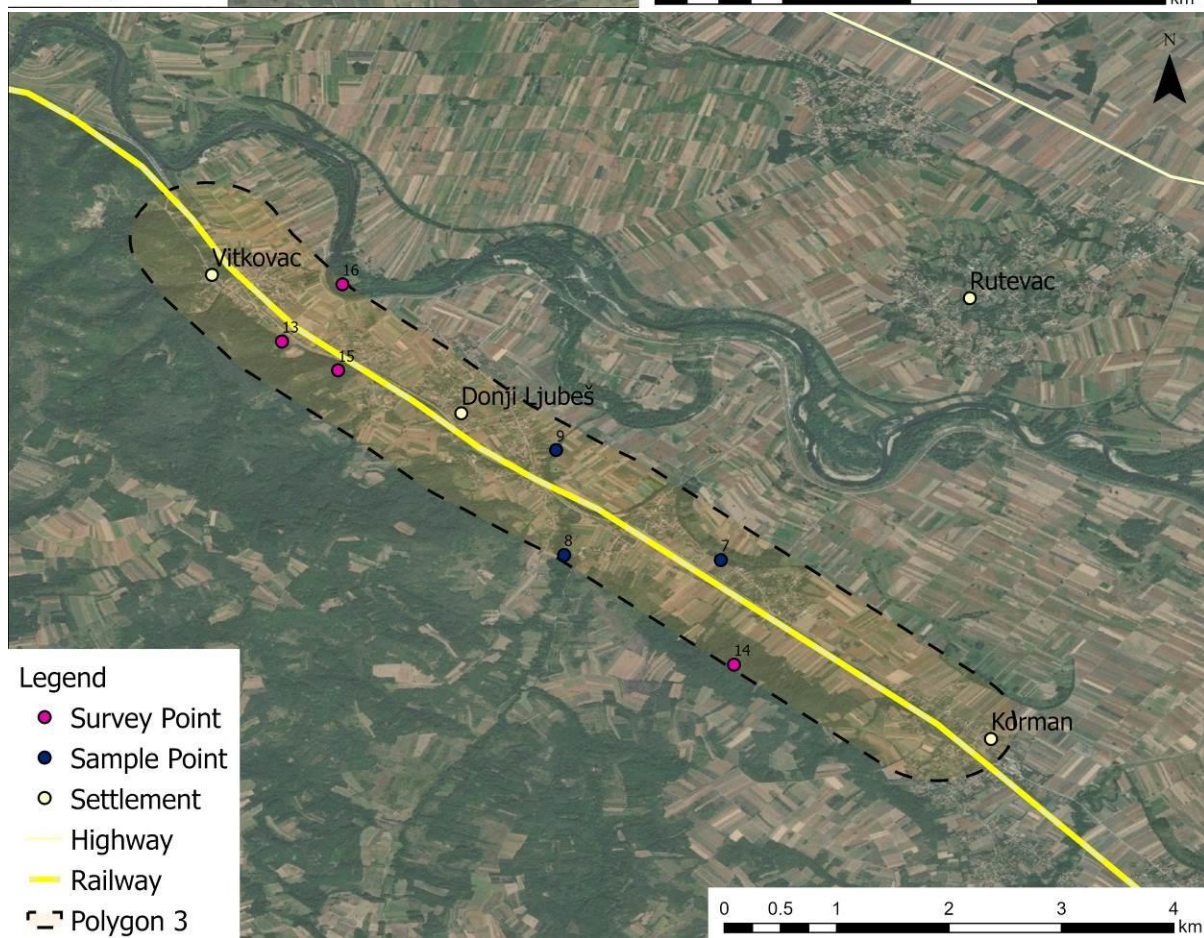 km
N
Vitkovac
16
Rutevac
13
15
Donji Ljubeš
9
8
7
14
Korman
Legend
Survey Point
Sample Point
Settlement
Highway
Railway
Polygon 3
0 0.5 1 2 3 4
km